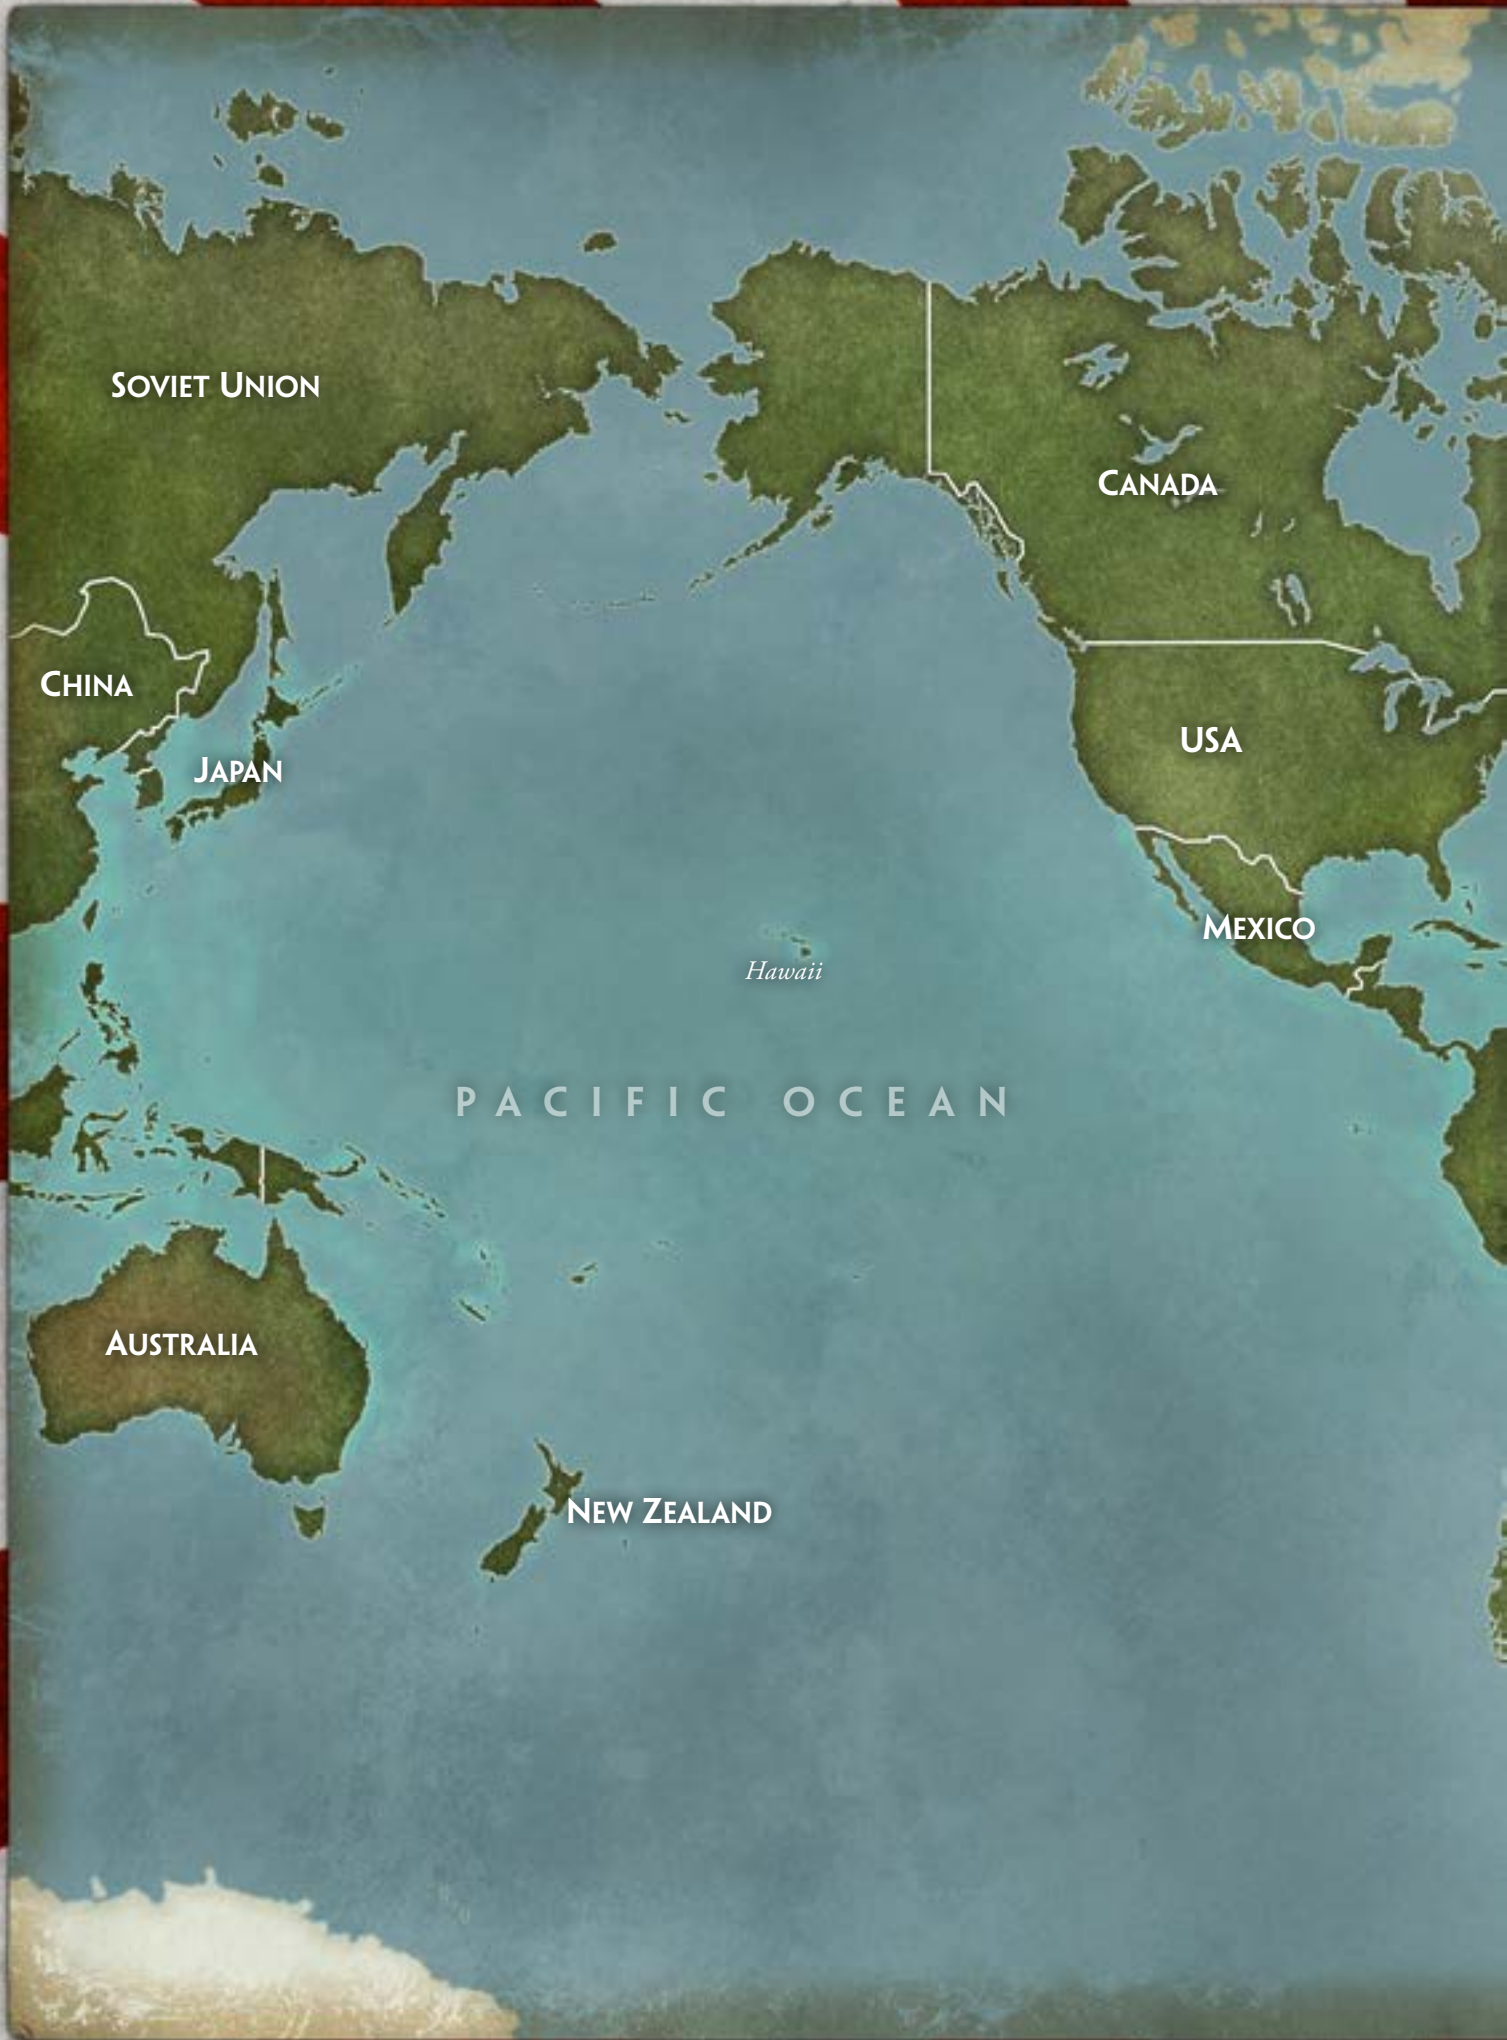 SOVIET UNION
CANADA
CHINA
USA
JAPAN
MEXICO
Hawaii
PACIFIC OCEAN
AUSTRALIA
NEW ZEALAND